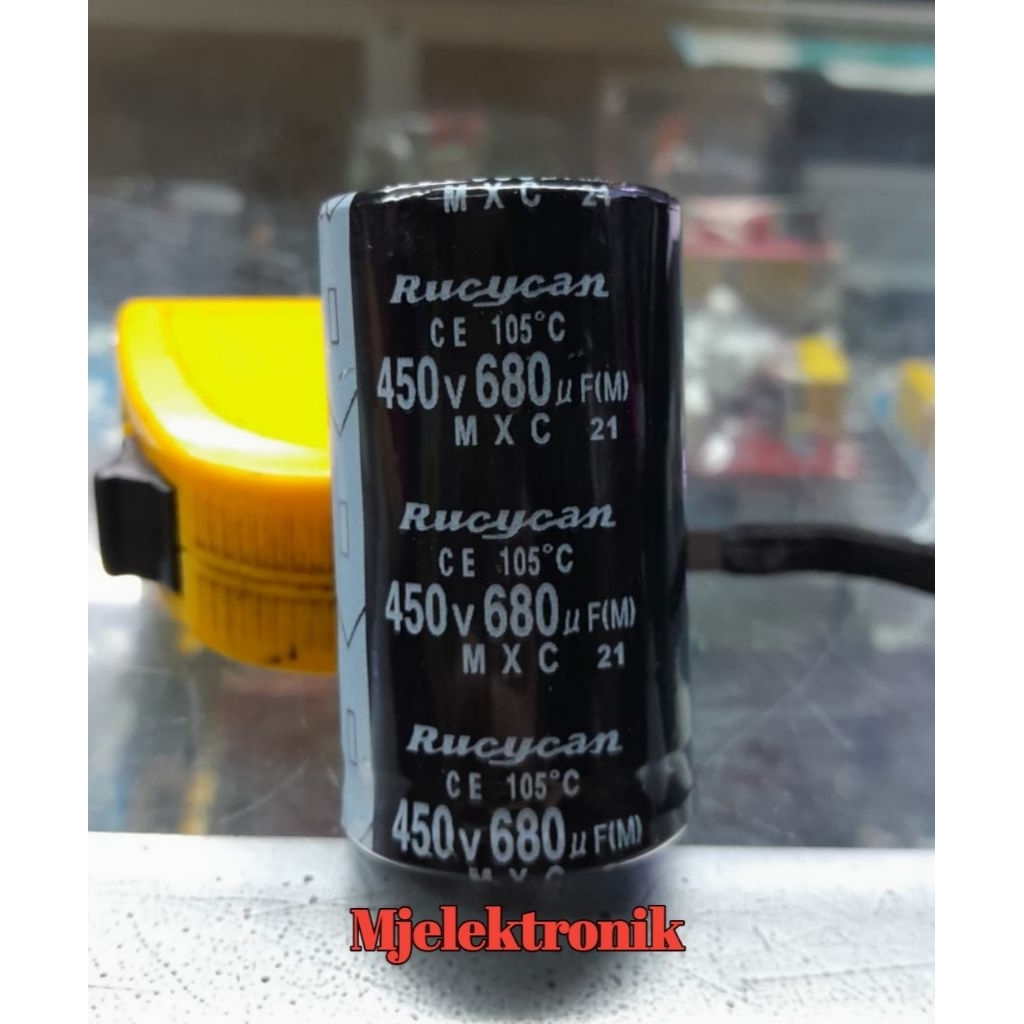 MXC 21
Rucycan
CE 105°C
450V 680μF(M)
MXC 21
Rucycan
CE 105°C
450V 680μF(M)
MXC 21
Rucycan
CE 105°C
450V 680μF(M)
MXC
Mjelektronik